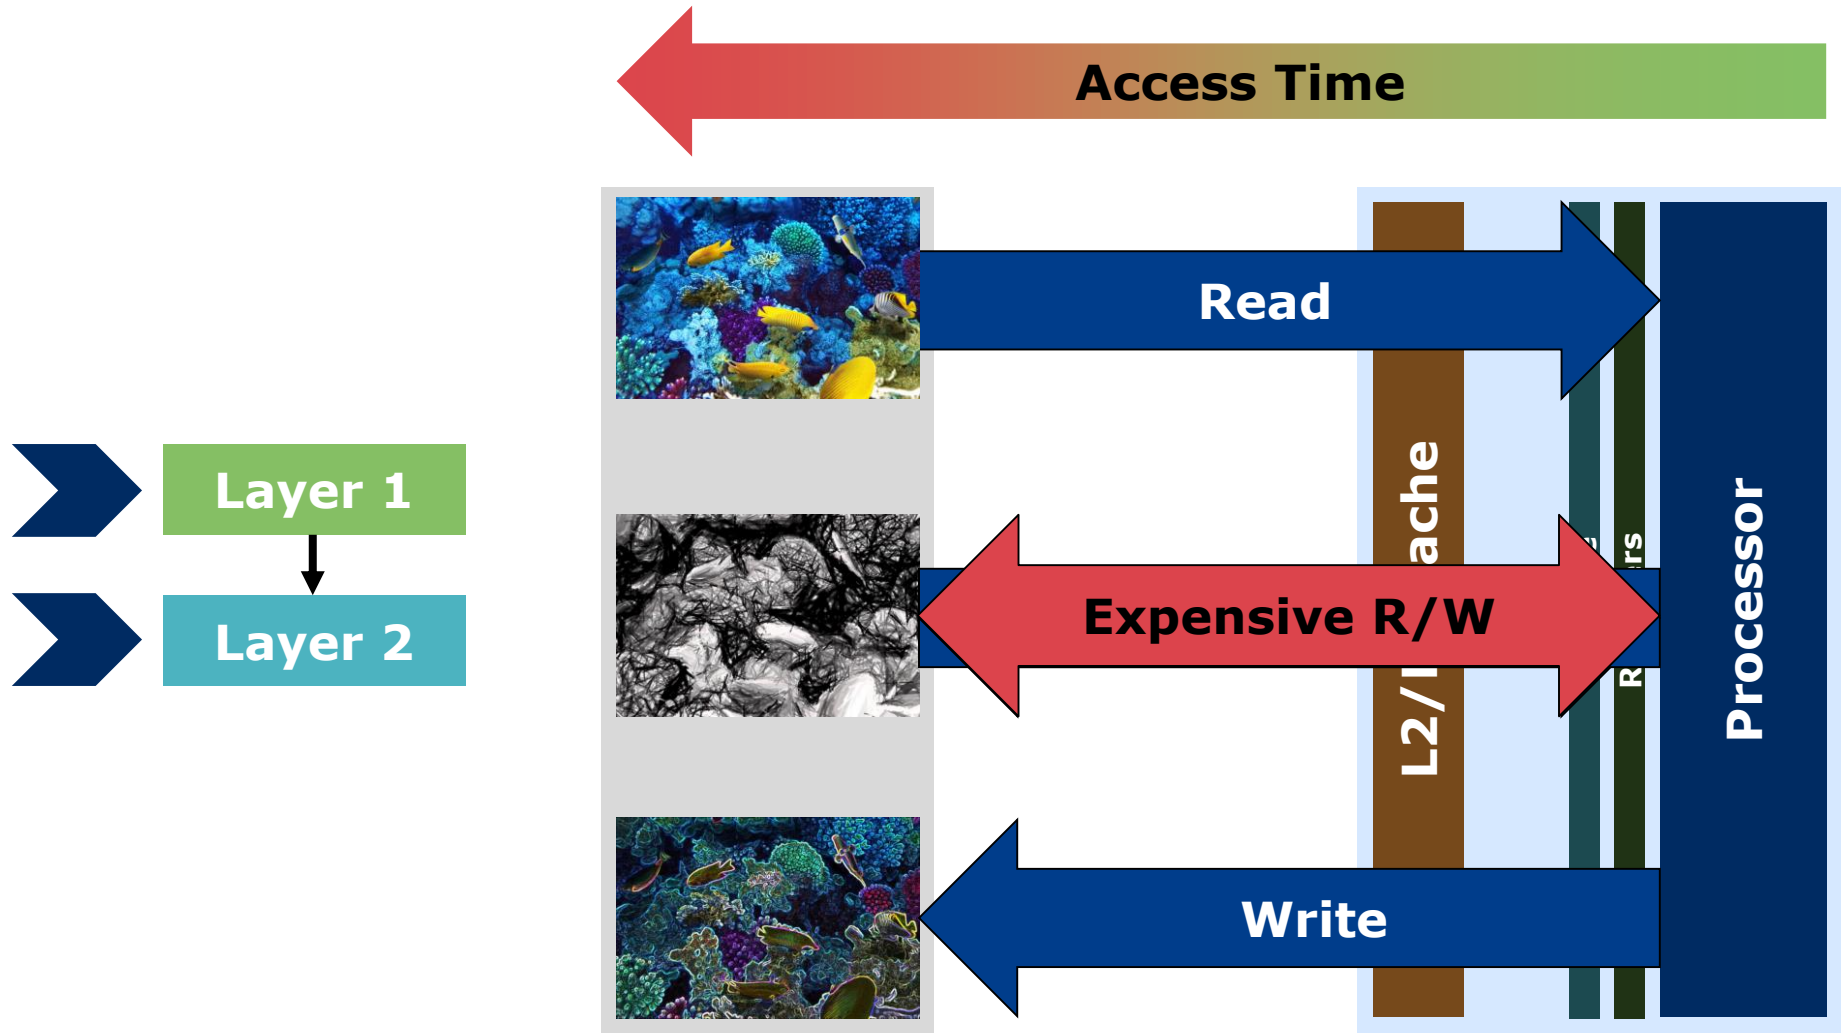 Access Time
Read
Layer 1
Layer 2
Expensive R/W
Processor
Write